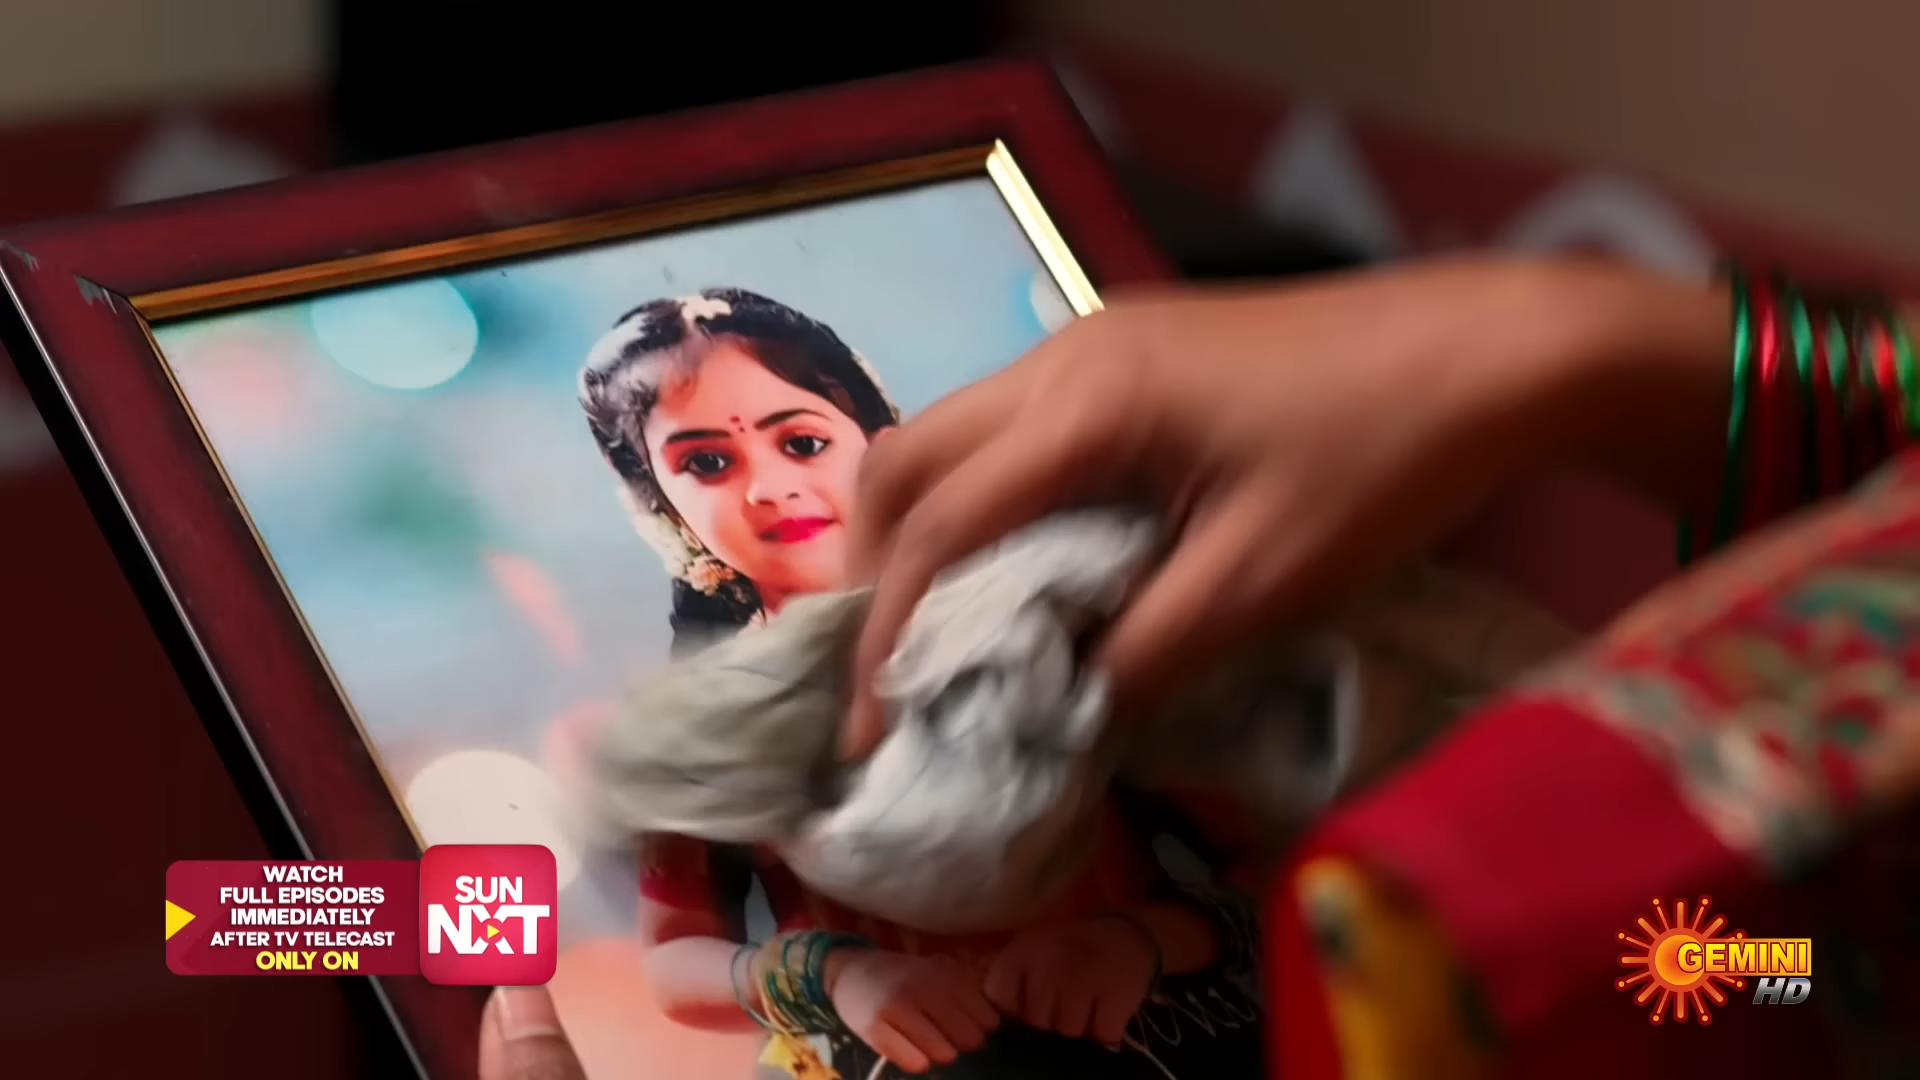 WATCH
FULL EPISODES
IMMEDIATELY
AFTER TV TELECAST
ONLY ON
SUN
NXT
GEMINI
HD